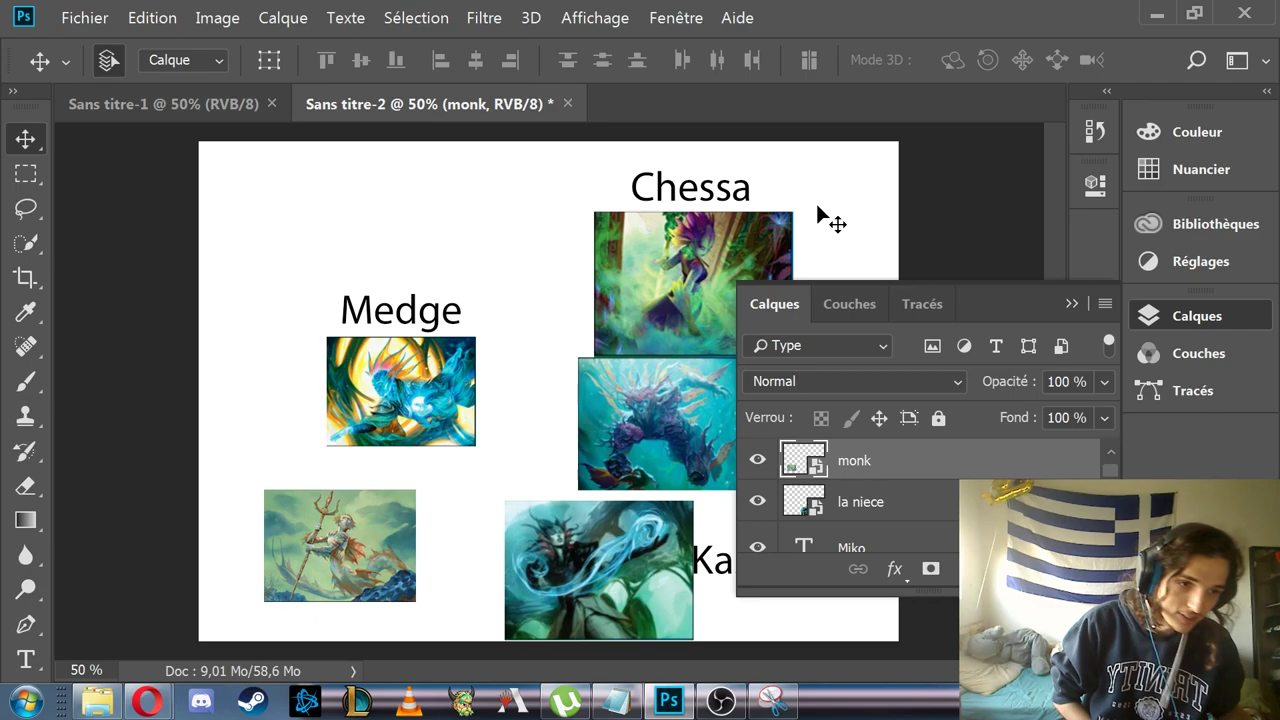 Ps Fichier Edition Image Calque Texte Sélection Filtre 3D Affichage Fenêtre Aide
Calque Mode 3D :
Sans titre-1 @ 50% (RVB/8) × Sans titre-2 @ 50% (monk, RVB/8) * ×
Couleur
Nuancier
Bibliothèques
Réglages
Calques
Couches
Tracés
Chessa
Medge
Ka
Calques Couches Tracés
Type
Normal Opacité : 100 %
Verrou : Fond : 100 %
monk
la niece
Miko
fx
50 % Doc : 9,01 Mo/58,6 Mo
Ps